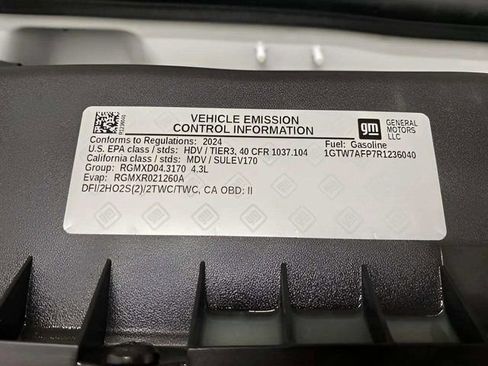 VEHICLE EMISSION
CONTROL INFORMATION
gm GENERAL
MOTORS
LLC
Conforms to Regulations: 2024
Fuel: Gasoline
U.S. EPA class / stds: HDV / TIER3, 40 CFR 1037.104
1GTW7AFP7R1236040
California class / stds: MDV / SULEV170
Group: RGMXD04.3170 4.3L
Evap: RGMXR021260A
DFI/2HO2S(2)/2TWC/TWC, CA OBD: II